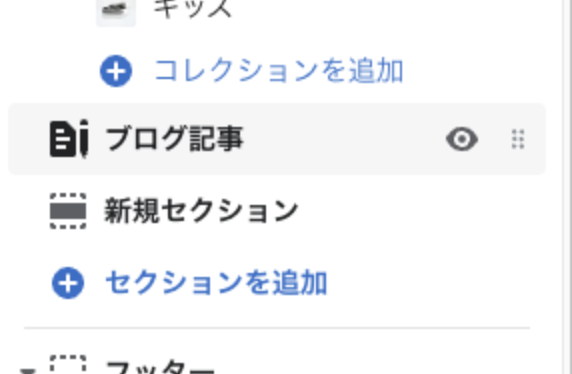 キッズ
コレクションを追加
ブログ記事
新規セクション
セクションを追加
フッター